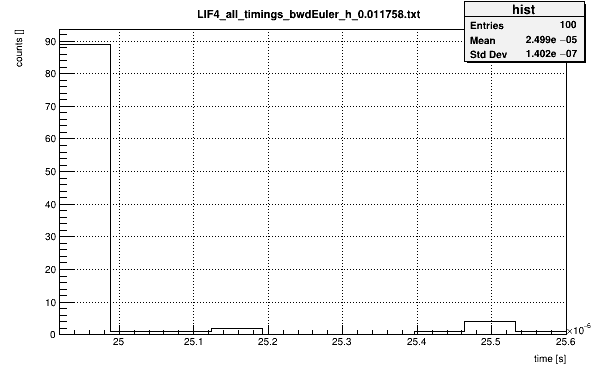 LIF4_all_timings_bwdEuler_h_0.011758.txt
hist
Entries 100
Mean 2.499e −05
Std Dev 1.402e −07
counts []
90
80
70
60
50
40
30
20
10
0
25 25.1 25.2 25.3 25.4 25.5 25.6
×10⁻⁶
time [s]